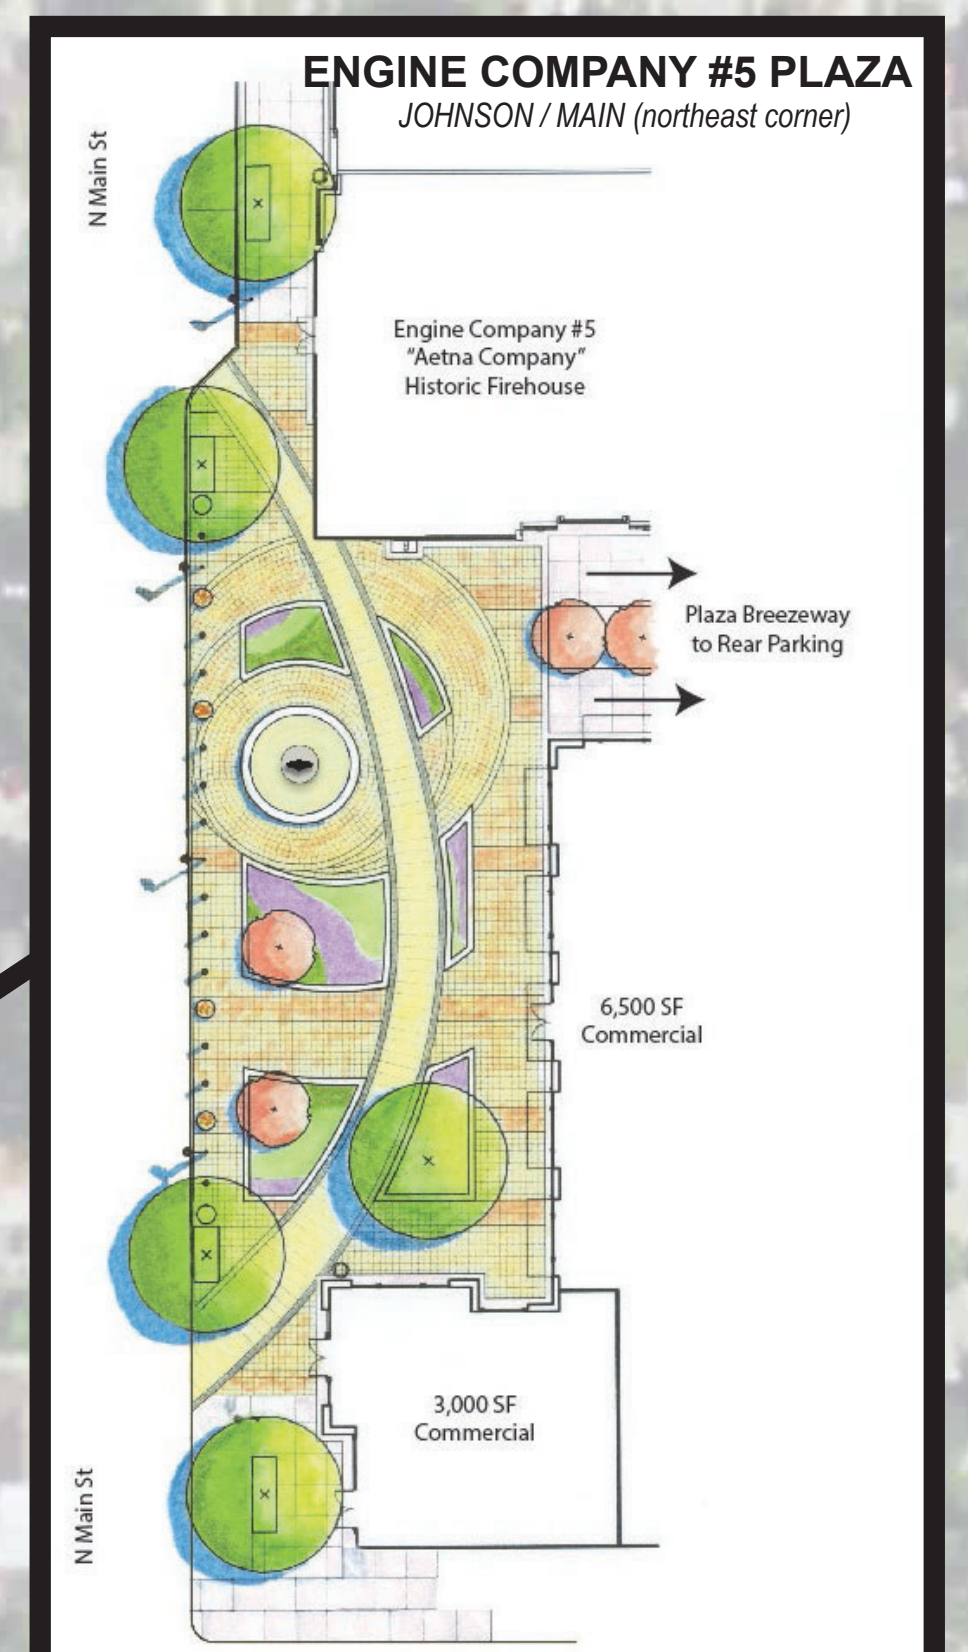 ENGINE COMPANY #5 PLAZA
JOHNSON / MAIN (northeast corner)
N Main St
Engine Company #5
"Aetna Company"
Historic Firehouse
Plaza Breezeway
to Rear Parking
6,500 SF
Commercial
3,000 SF
Commercial
N Main St